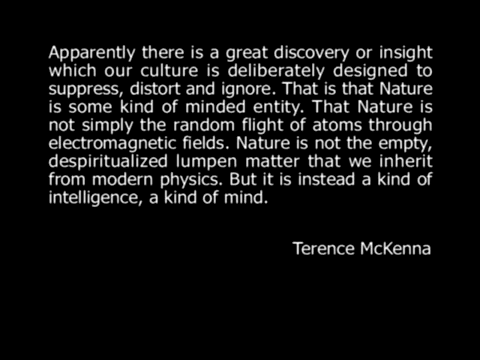 Apparently there is a great discovery or insight
which our culture is deliberately designed to
suppress, distort and ignore. That is that Nature
is some kind of minded entity. That Nature is
not simply the random flight of atoms through
electromagnetic fields. Nature is not the empty,
despiritualized lumpen matter that we inherit
from modern physics. But it is instead a kind of
intelligence, a kind of mind.
Terence McKenna